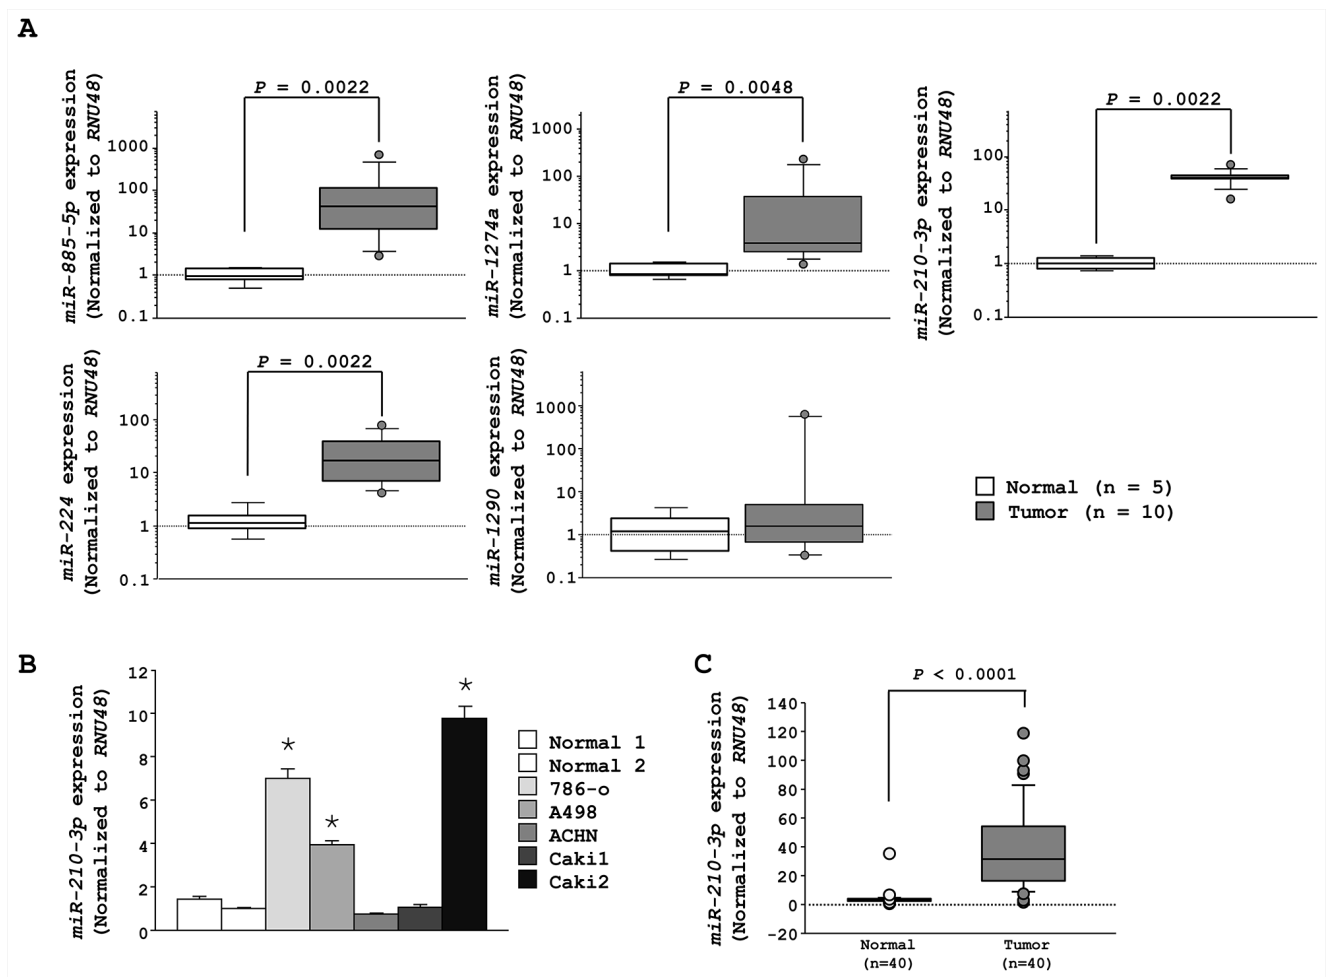 A
P = 0.0022
miR-885-5p expression
(Normalized to RNU48)
1000
100
10
1
0.1
P = 0.0048
miR-1274a expression
(Normalized to RNU48)
1000
100
10
1
0.1
P = 0.0022
miR-210-3p expression
(Normalized to RNU48)
100
10
1
0.1
P = 0.0022
miR-224 expression
(Normalized to RNU48)
100
10
1
0.1
miR-1290 expression
(Normalized to RNU48)
1000
100
10
1
0.1
Normal (n = 5)
Tumor (n = 10)
B
miR-210-3p expression
(Normalized to RNU48)
12
10
8
6
4
2
0
*
*
*
Normal 1
Normal 2
786-o
A498
ACHN
Caki1
Caki2
C
P < 0.0001
miR-210-3p expression
(Normalized to RNU48)
140
120
100
80
60
40
20
0
-20
Normal
(n=40)
Tumor
(n=40)